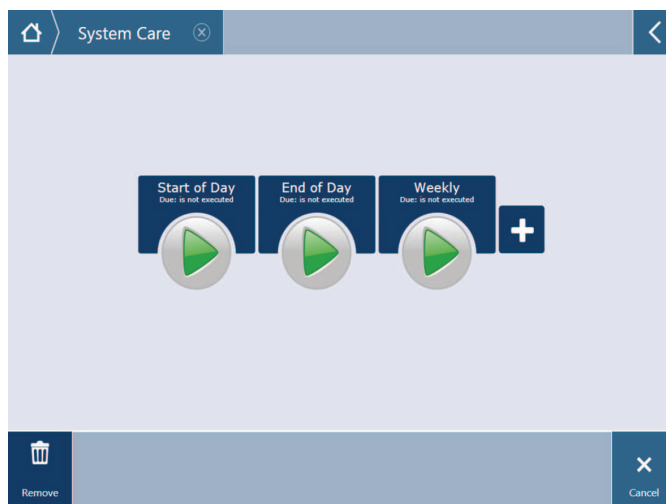 System Care
Start of Day
Due: is not executed
End of Day
Due: is not executed
Weekly
Due: is not executed
Remove
Cancel